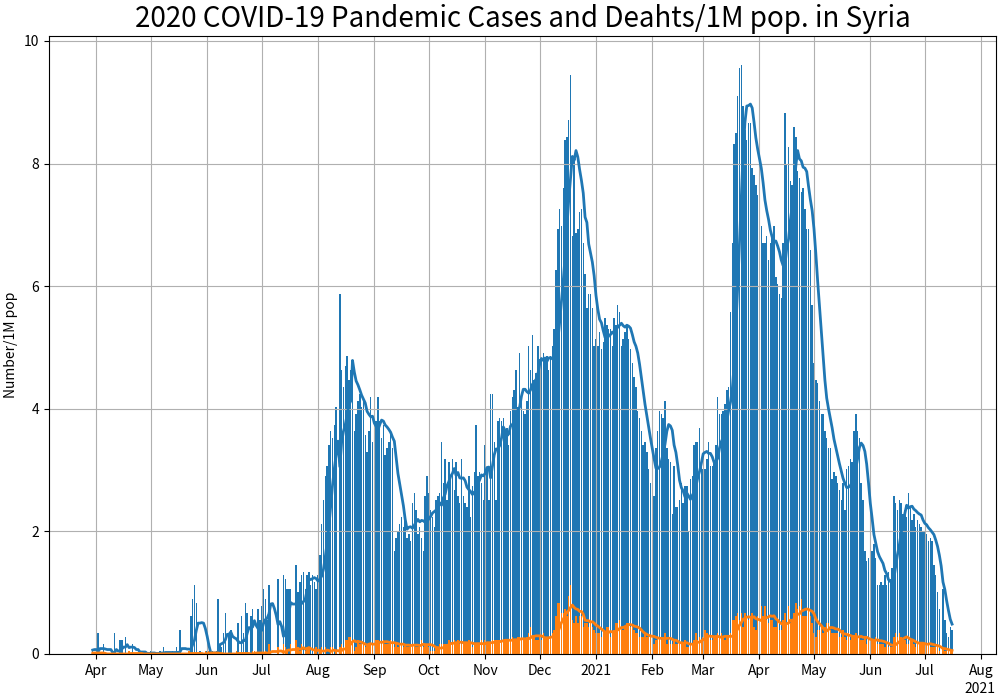 2020 COVID-19 Pandemic Cases and Deahts/1M pop. in Syria
10
8
6
4
2
0
Number/1M pop
Apr May Jun Jul Aug Sep Oct Nov Dec 2021 Feb Mar Apr May Jun Jul Aug
2021